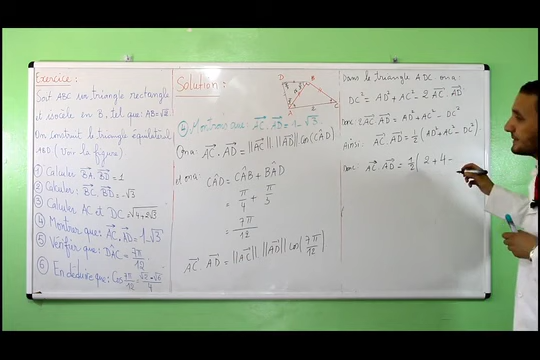 Exercice:
Soit ABC un triangle rectangle
et isocèle en B, tel que: AB=√2.
On construit le triangle équilatéral
ABD. (Voir la figure)
① Calculer BA⃗.BD⃗ = 1
② Calculer: BC⃗.BD⃗ = -√3
③ Calculer AC et DC = √4+2√3
④ Montrer que: AC⃗.AD⃗ = 1-√3
⑤ Vérifier que: DÂC = 7π/12
⑥ En déduire que: Cos 7π/12 = √2-√6/4
Solution:
D
B
A
C
④ Montrons que: AC⃗.AD⃗ = 1-√3
On a: AC⃗.AD⃗ = ||AC⃗||.||AD⃗|| cos(CÂD)
et on a: CÂD = CÂB + BÂD
= π/4 + π/3
= 7π/12
AC⃗.AD⃗ = ||AC⃗|| ||AD⃗|| cos(7π/12)
Dans le triangle ADC on a:
DC² = AD² + AC² - 2 AC⃗.AD⃗
Donc: 2AC⃗.AD⃗ = AD² + AC² - DC²
Ainsi: AC⃗.AD⃗ = 1/2 (AD² + AC² - DC²)
Donc: AC⃗.AD⃗ = 1/2 ( 2 + 4 -